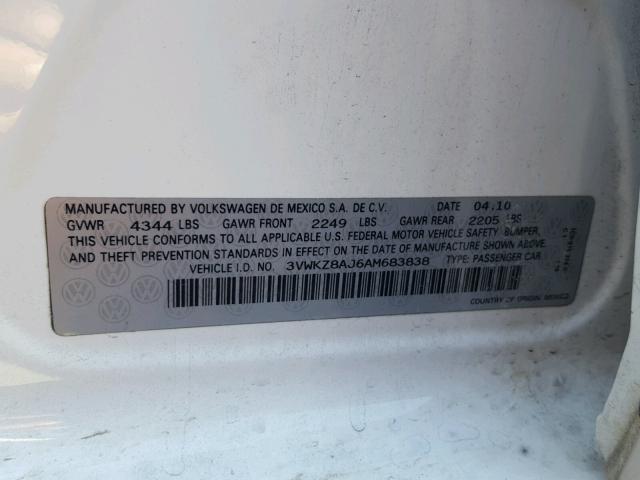 MANUFACTURED BY VOLKSWAGEN DE MEXICO S.A. DE C.V. DATE 04.10
GVWR 4344 LBS GAWR FRONT 2249 LBS GAWR REAR 2205 LBS
THIS VEHICLE CONFORMS TO ALL APPLICABLE U.S. FEDERAL MOTOR VEHICLE SAFETY, BUMPER,
AND THEFT PREVENTION STANDARDS IN EFFECT ON THE DATE OF MANUFACTURE SHOWN ABOVE.
VEHICLE I.D. NO. 3VWKZ8AJ6AM683838 TYPE: PASSENGER CAR
COUNTRY OF ORIGIN: MEXICO